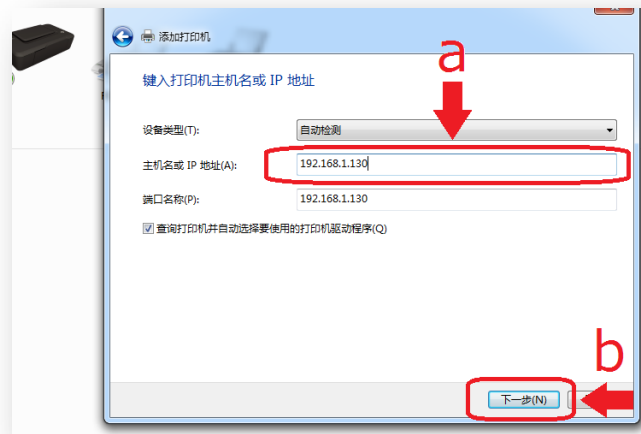 添加打印机
a
键入打印机主机名或 IP 地址
设备类型(T): 自动检测
主机名或 IP 地址(A): 192.168.1.130
端口名称(P): 192.168.1.130
查询打印机并自动选择要使用的打印机驱动程序(Q)
b
下一步(N)